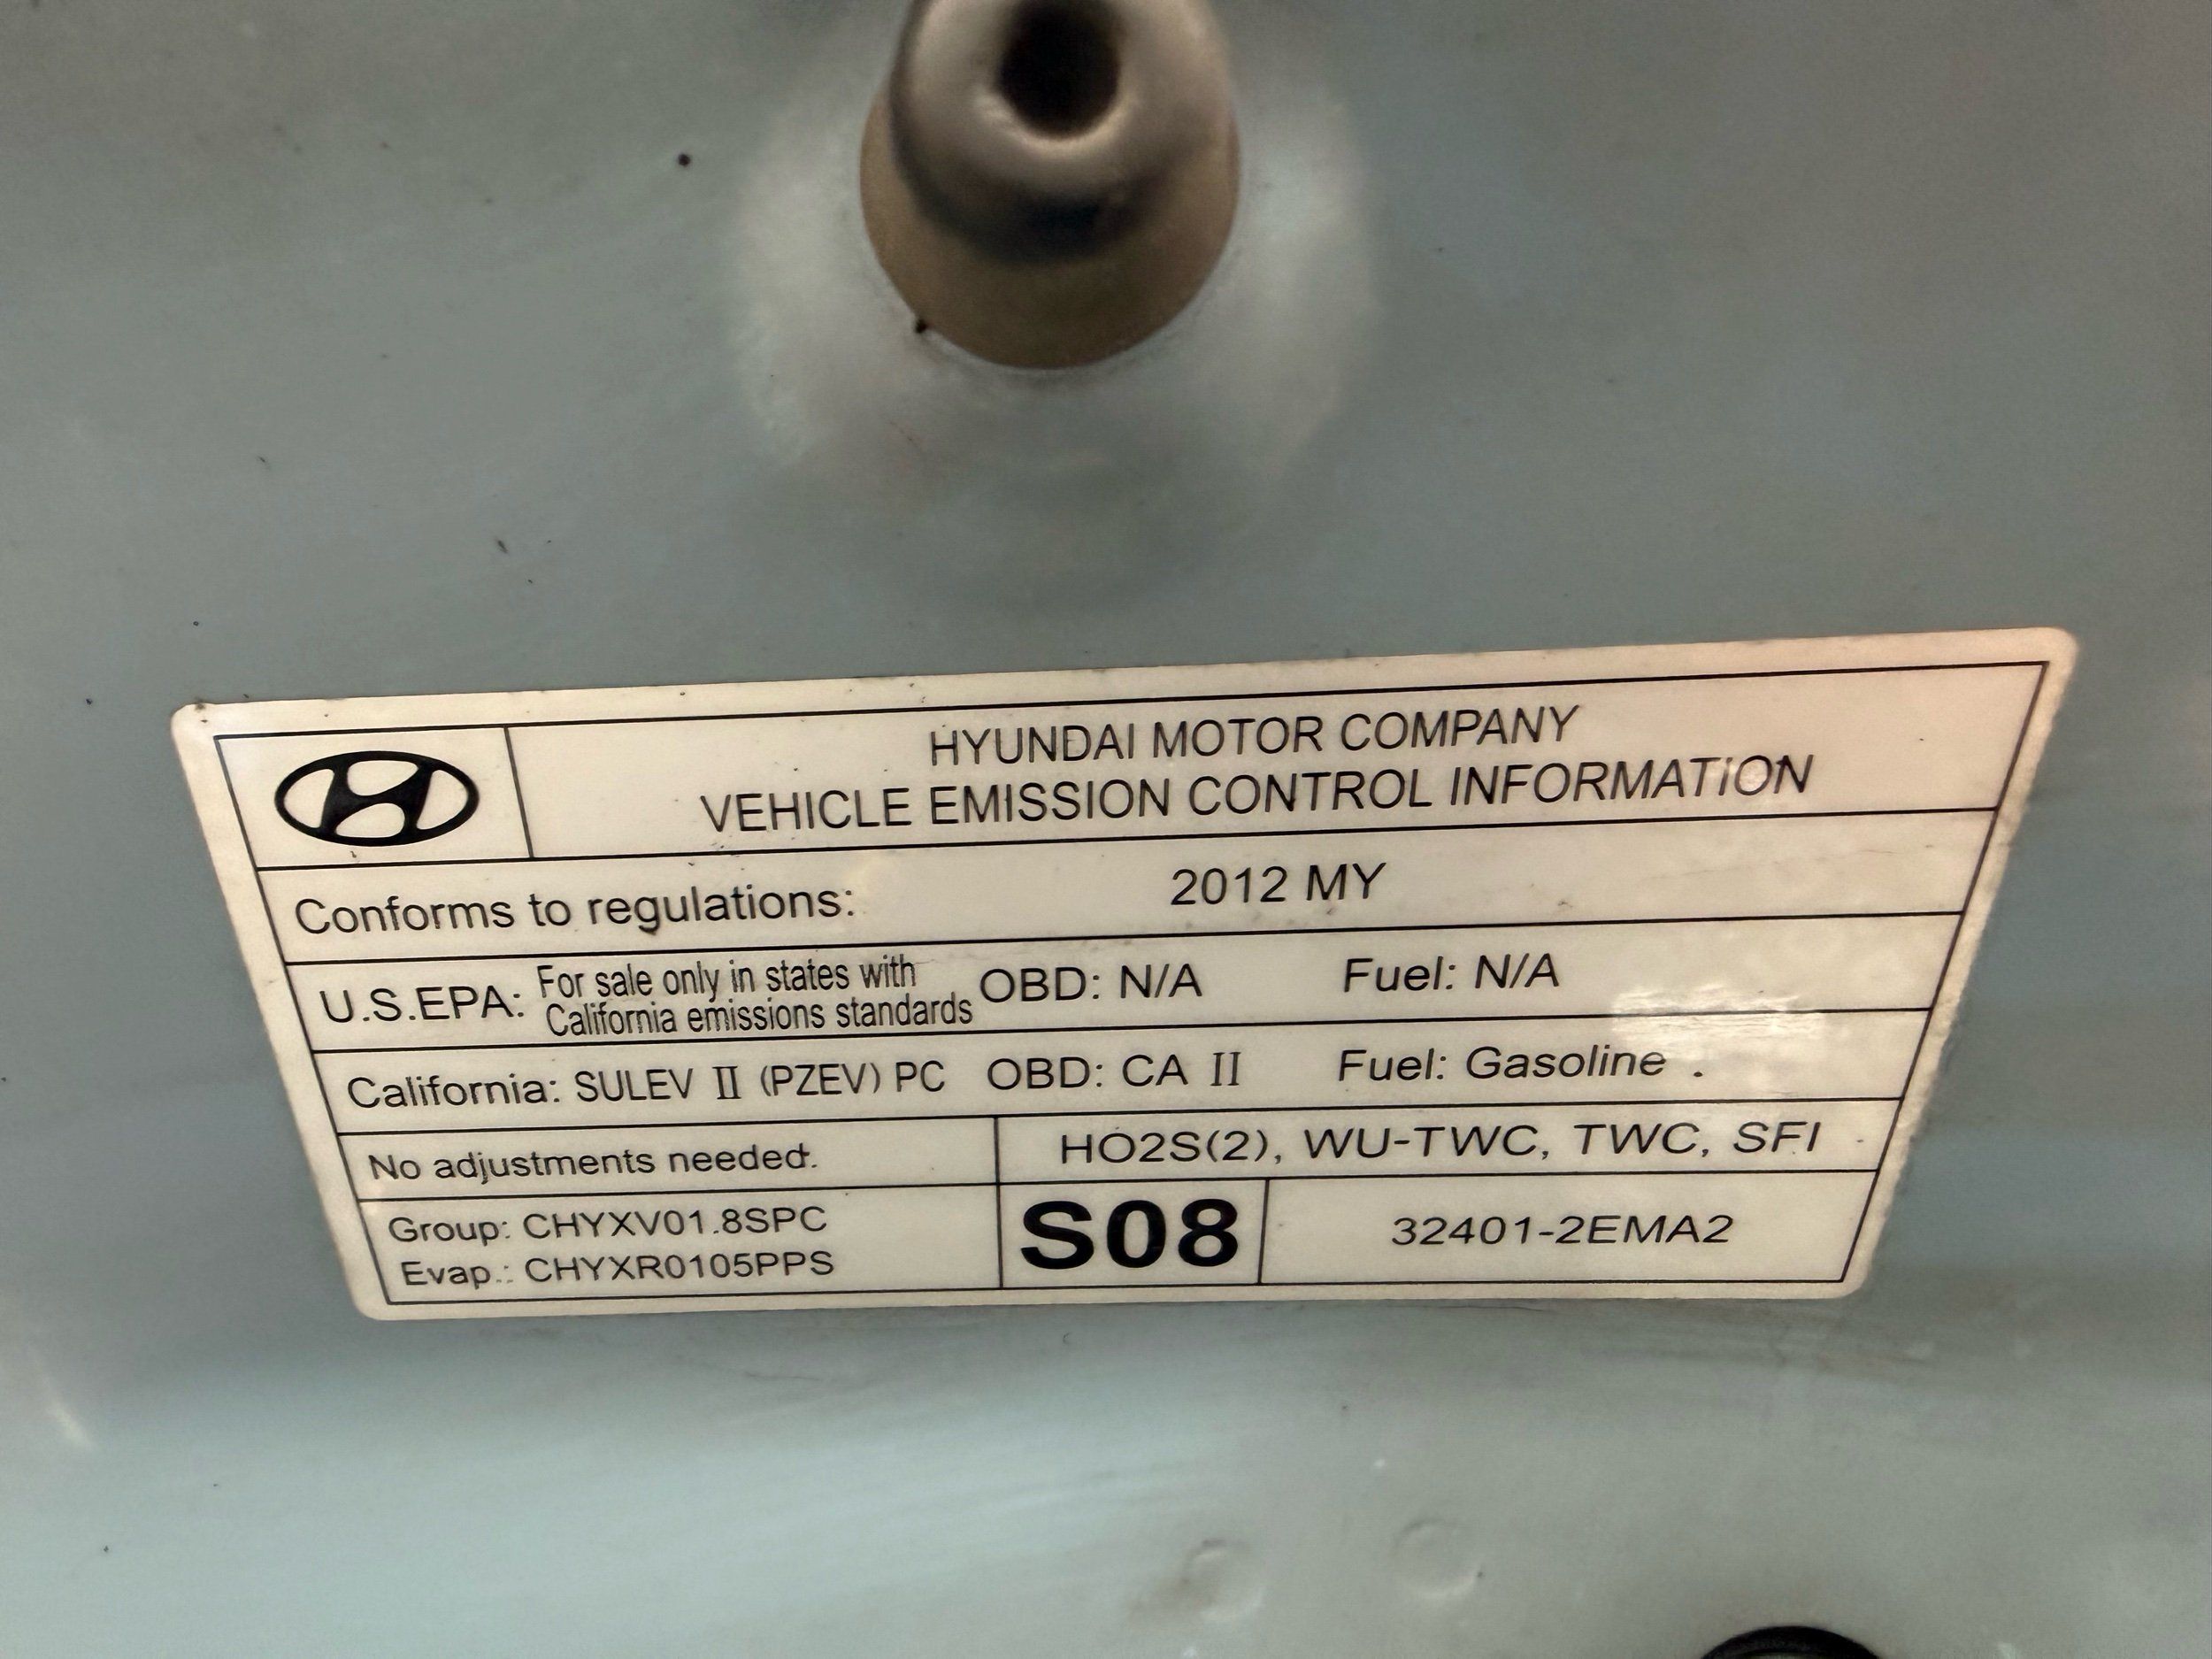 HYUNDAI MOTOR COMPANY
VEHICLE EMISSION CONTROL INFORMATION
Conforms to regulations: 2012 MY
U.S.EPA: For sale only in states with California emissions standards OBD: N/A Fuel: N/A
California: SULEV II (PZEV) PC OBD: CA II Fuel: Gasoline
No adjustments needed. HO2S(2), WU-TWC, TWC, SFI
Group: CHYXV01.8SPC
Evap.: CHYXR0105PPS
S08
32401-2EMA2